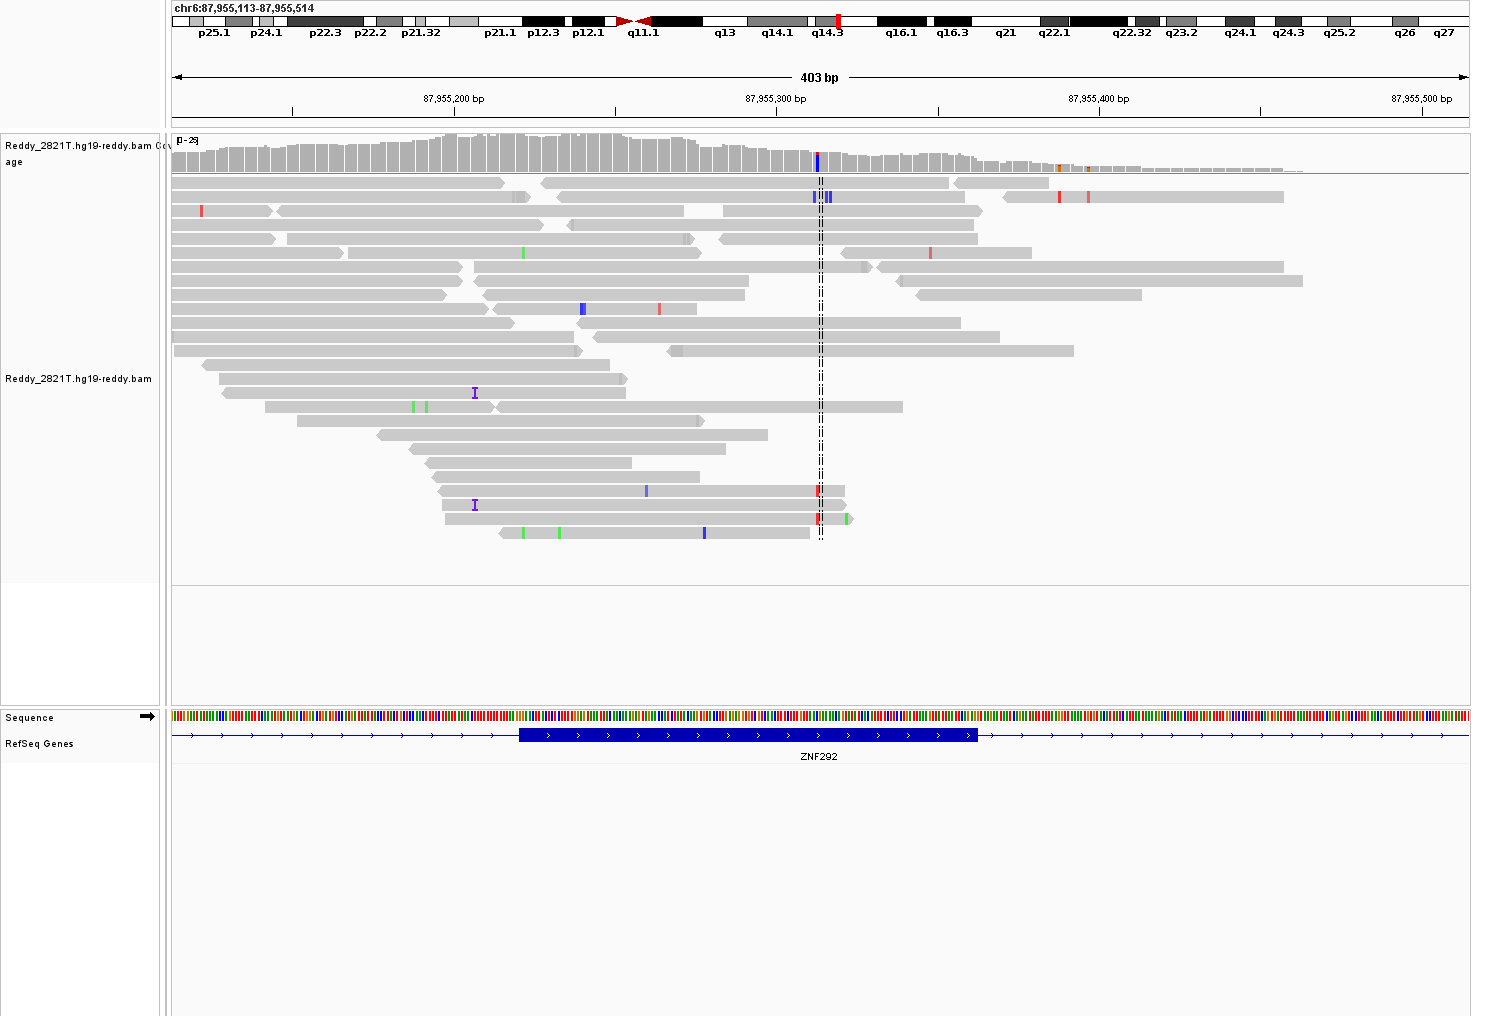 chr6:87,955,113-87,955,514
p25.1 p24.1 p22.3 p22.2 p21.32 p21.1 p12.3 p12.1 q11.1 q13 q14.1 q14.3 q16.1 q16.3 q21 q22.1 q22.32 q23.2 q24.1 q24.3 q25.2 q26 q27
403 bp
87,955,200 bp 87,955,300 bp 87,955,400 bp 87,955,500 bp
Reddy_2821T.hg19-reddy.bam Cov
age
Reddy_2821T.hg19-reddy.bam
Sequence
RefSeq Genes
ZNF292